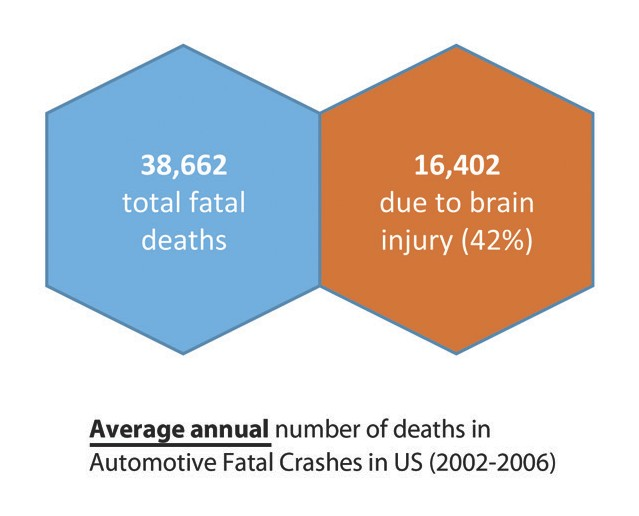 38,662
total fatal
deaths
16,402
due to brain
injury (42%)
Average annual number of deaths in
Automotive Fatal Crashes in US (2002-2006)